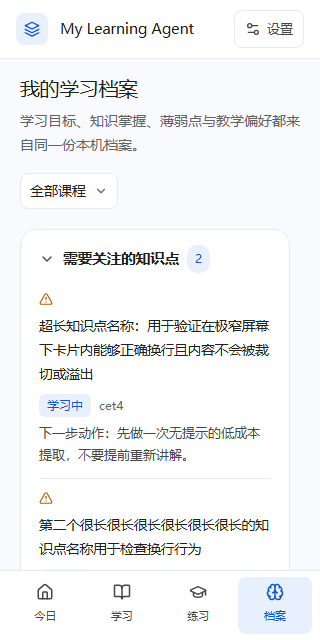 My Learning Agent
设置
我的学习档案
学习目标、知识掌握、薄弱点与教学偏好都来
自同一份本机档案。
全部课程
需要关注的知识点 2
超长知识点名称：用于验证在极窄屏幕
下卡片内能够正确换行且内容不会被裁
切或溢出
学习中 cet4
下一步动作：先做一次无提示的低成本
提取，不要提前重新讲解。
第二个很长很长很长很长很长很长的知
识点名称用于检查换行行为
今日
学习
练习
档案